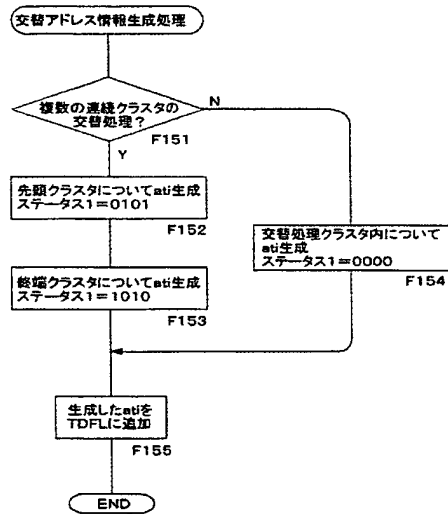 交替アドレス情報生成処理
複数の連続クラスタの
交替処理？
N
F151
Y
先頭クラスタについてati生成
ステータス1=0101
F152
交替処理クラスタ内について
ati生成
ステータス1=0000
F154
終端クラスタについてati生成
ステータス1=1010
F153
生成したatiを
TDFLに追加
F155
END